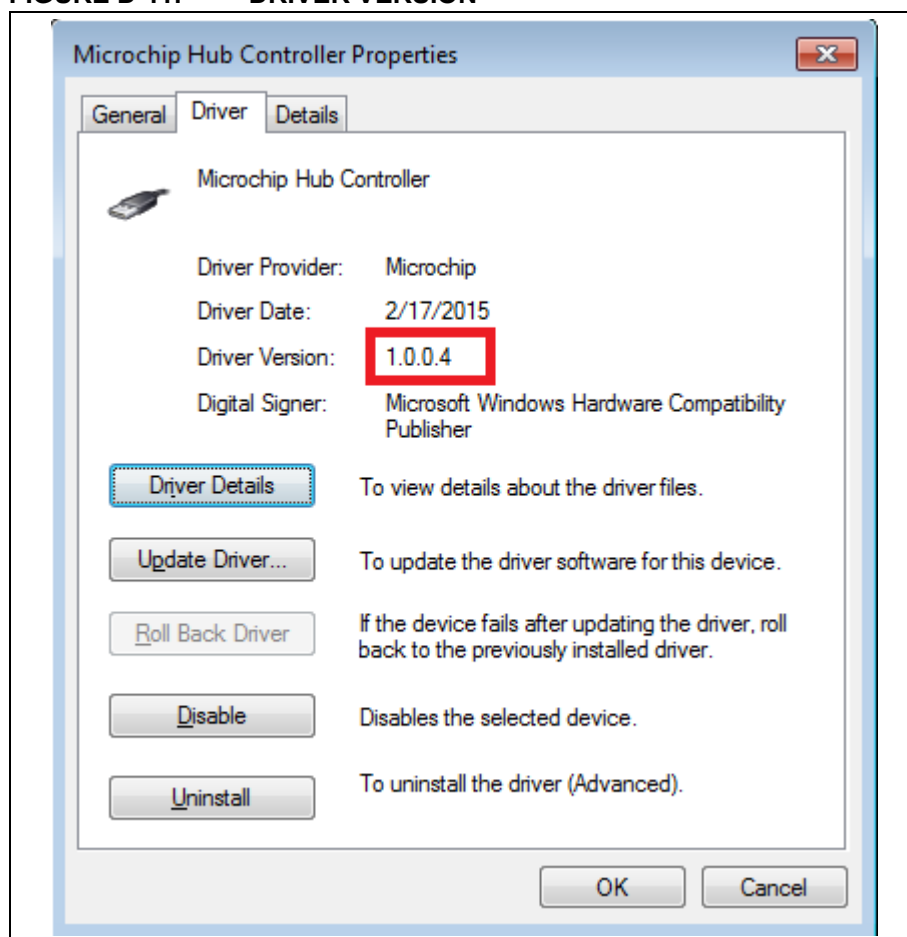 DRIVER VERSION
Microchip Hub Controller Properties
General Driver Details
Microchip Hub Controller
Driver Provider: Microchip
Driver Date: 2/17/2015
Driver Version: 1.0.0.4
Digital Signer: Microsoft Windows Hardware Compatibility
Publisher
Driver Details To view details about the driver files.
Update Driver... To update the driver software for this device.
Roll Back Driver If the device fails after updating the driver, roll
back to the previously installed driver.
Disable Disables the selected device.
Uninstall To uninstall the driver (Advanced).
OK Cancel